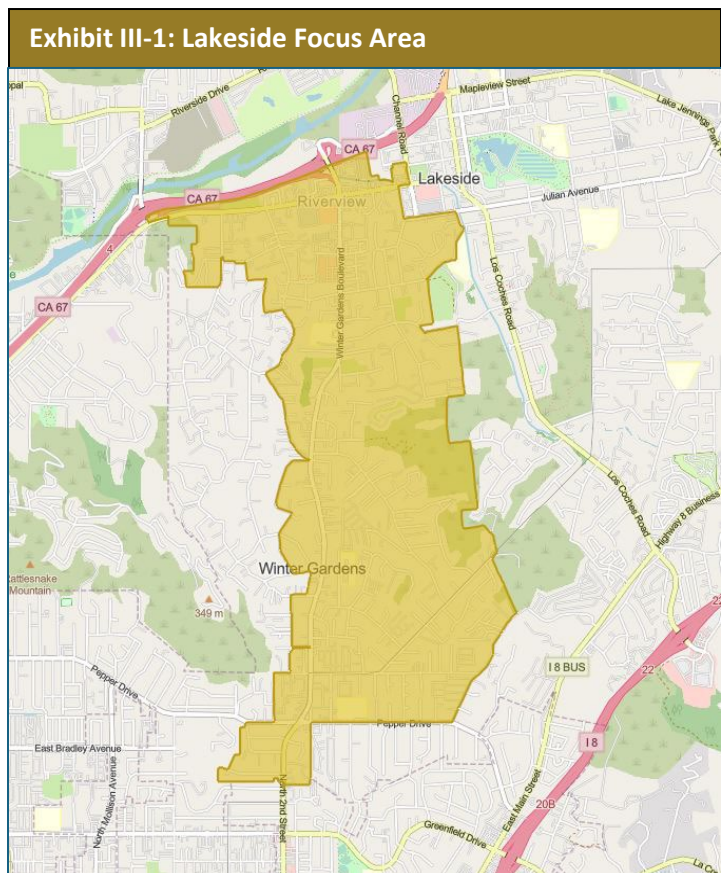 Exhibit III-1: Lakeside Focus Area
Mapleview Street
Riverside Drive
Lake Jennings Park
Channel Road
CA 67
Lakeside
CA 67
Riverview
Julian Avenue
4
CA 67
Los Coches Road
Winter Gardens Boulevard
Los Coches Road
Highway 8 Business
Winter Gardens
Rattlesnake
Mountain
349 m
22
I 8 BUS
Pepper Drive
22
Pepper Drive
East Bradley Avenue
I 8
North Mollison Avenue
North 2nd Street
East Main Street
20B
Greenfield Drive